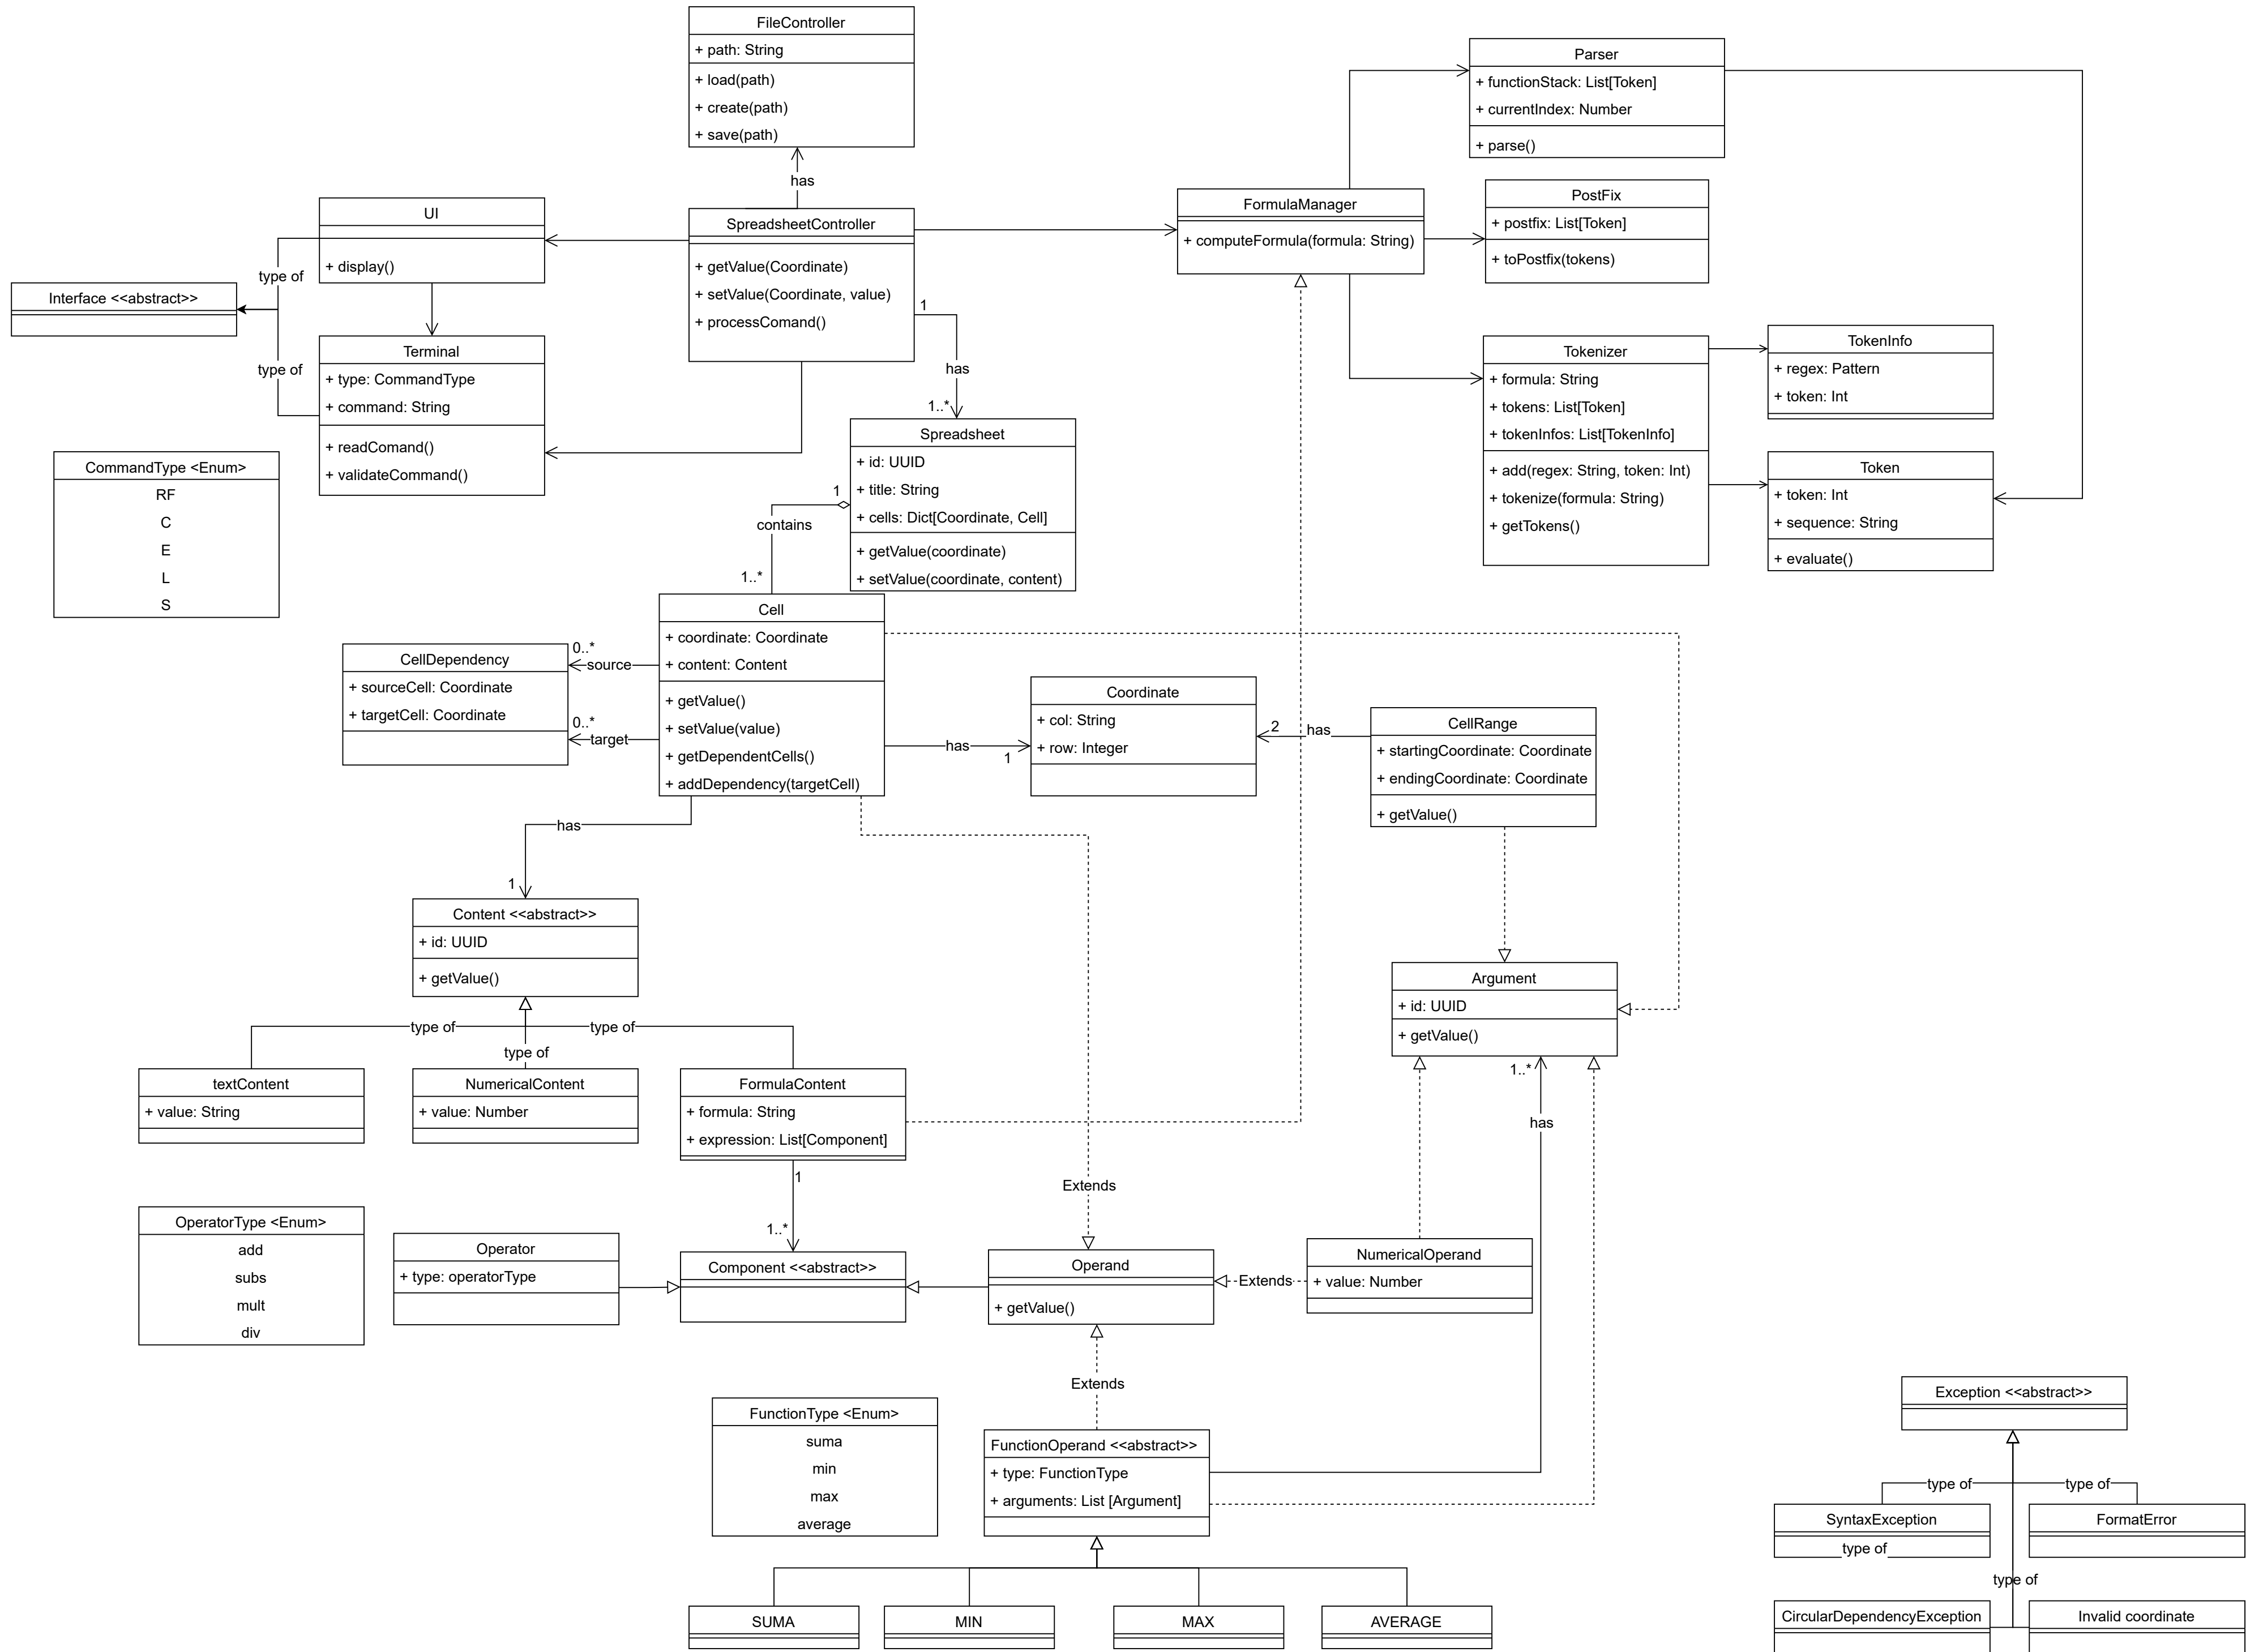 FileController
+ path: String
+ load(path)
+ create(path)
+ save(path)
has
SpreadsheetController
+ getValue(Coordinate)
+ setValue(Coordinate, value)
+ processComand()
UI
+ display()
type of
Interface <<abstract>>
type of
Terminal
+ type: CommandType
+ command: String
+ readComand()
+ validateCommand()
CommandType <Enum>
RF
C
E
L
S
1
has
1..*
Spreadsheet
+ id: UUID
+ title: String
+ cells: Dict[Coordinate, Cell]
+ getValue(coordinate)
+ setValue(coordinate, content)
1
contains
1..*
FormulaManager
+ computeFormula(formula: String)
Parser
+ functionStack: List[Token]
+ currentIndex: Number
+ parse()
PostFix
+ postfix: List[Token]
+ toPostfix(tokens)
Tokenizer
+ formula: String
+ tokens: List[Token]
+ tokenInfos: List[TokenInfo]
+ add(regex: String, token: Int)
+ tokenize(formula: String)
+ getTokens()
TokenInfo
+ regex: Pattern
+ token: Int
Token
+ token: Int
+ sequence: String
+ evaluate()
Cell
+ coordinate: Coordinate
+ content: Content
+ getValue()
+ setValue(value)
+ getDependentCells()
+ addDependency(targetCell)
0..*
source
0..*
target
CellDependency
+ sourceCell: Coordinate
+ targetCell: Coordinate
has
1
Coordinate
+ col: String
+ row: Integer
2
has
CellRange
+ startingCoordinate: Coordinate
+ endingCoordinate: Coordinate
+ getValue()
has
1
Content <<abstract>>
+ id: UUID
+ getValue()
type of
type of
type of
textContent
+ value: String
NumericalContent
+ value: Number
FormulaContent
+ formula: String
+ expression: List[Component]
Argument
+ id: UUID
+ getValue()
1..*
has
1
1..*
Extends
OperatorType <Enum>
add
subs
mult
div
Operator
+ type: operatorType
Component <<abstract>>
Operand
+ getValue()
Extends
NumericalOperand
+ value: Number
Extends
FunctionType <Enum>
suma
min
max
average
FunctionOperand <<abstract>>
+ type: FunctionType
+ arguments: List [Argument]
SUMA
MIN
MAX
AVERAGE
Exception <<abstract>>
type of
type of
SyntaxException
FormatError
type of
type of
CircularDependencyException
Invalid coordinate